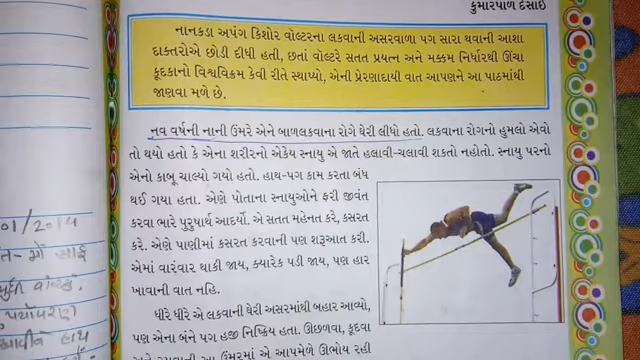 કુમારપાળ દેસાઈ
નાનકડા અપંગ કિશોર વોલ્ટરના લકવાની અસરવાળા પગ સારા થવાની આશા
ડાક્તરોએ છોડી દીધી હતી, છતાં વૉલ્ટરે સતત પ્રયત્ન અને મક્કમ નિર્ધારથી ઊંચા
કૂદકાનો વિશ્વવિક્રમ કેવી રીતે સ્થાપ્યો, એની પ્રેરણાદાયી વાત આપણને આ પાઠમાંથી
જાણવા મળે છે.
નવ વર્ષની નાની ઉંમરે એને બાળલકવાના રોગે ઘેરી લીધો હતો. લકવાના રોગનો હુમલો એવો
તો થયો હતો કે એના શરીરનો એકેય સ્નાયુ એ જાતે હલાવી-ચલાવી શકતો નહોતો. સ્નાયુ પરનો
એનો કાબૂ ચાલ્યો ગયો હતો. હાથ-પગ કામ કરતા બંધ
થઈ ગયા હતા. એણે પોતાના સ્નાયુઓને ફરી જીવંત
કરવા ભારે પુરુષાર્થ આદર્યો. એ સતત મહેનત કરે, કસરત
કરે. એણે પાણીમાં કસરત કરવાની પણ શરૂઆત કરી.
એમાં વારંવાર થાકી જાય, ક્યારેક પડી જાય, પણ હાર
ખાવાની વાત નહિ.
ધીરે ધીરે એ લકવાની ઘેરી અસરમાંથી બહાર આવ્યો,
પણ એના બંને પગ હજી નિષ્ક્રિય હતા. ઊછળવા, કૂદવા
આ ઉંમરમાં એ આપમેળે ઊભોય રહી